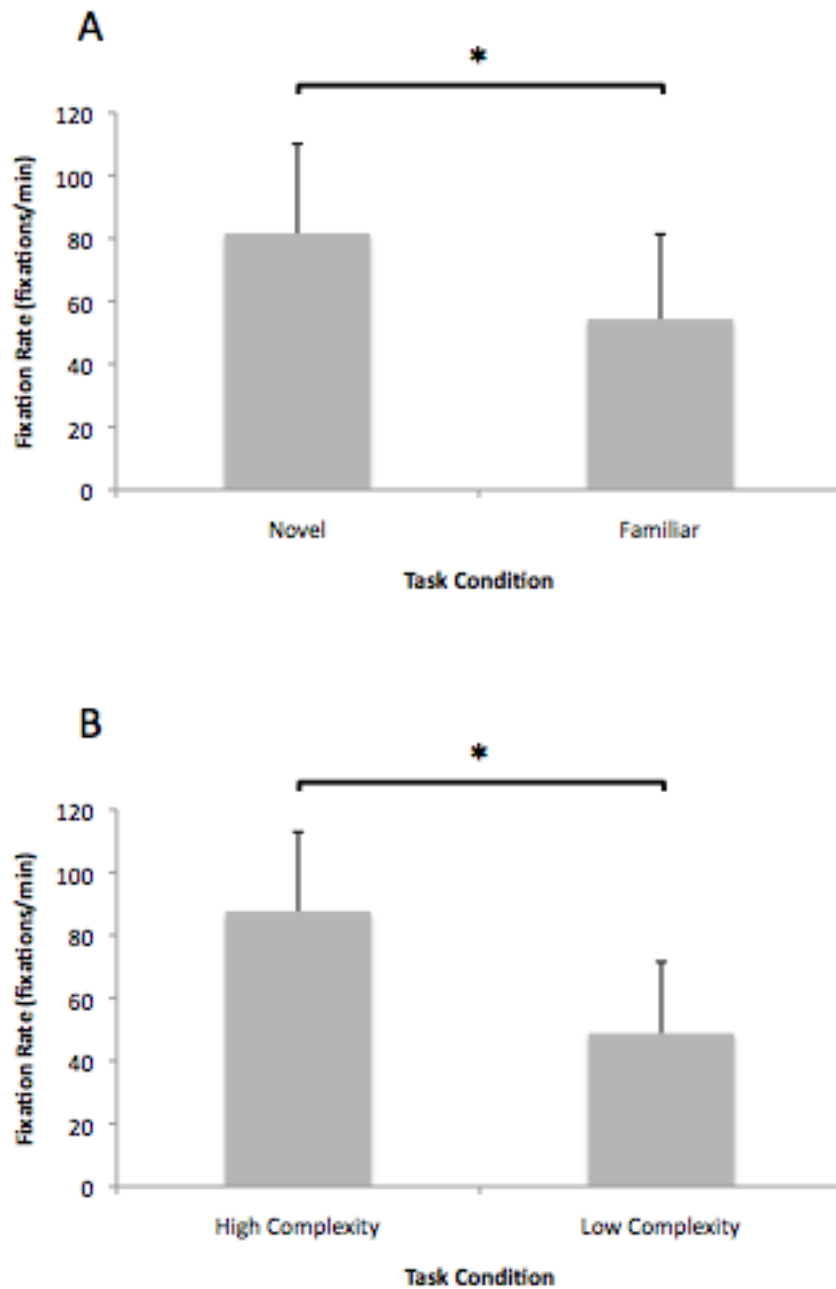 A
*
120
100
80
60
40
20
0
Fixation Rate (fixations/min)
Novel Familiar
Task Condition
B
*
120
100
80
60
40
20
0
Fixation Rate (fixations/min)
High Complexity Low Complexity
Task Condition